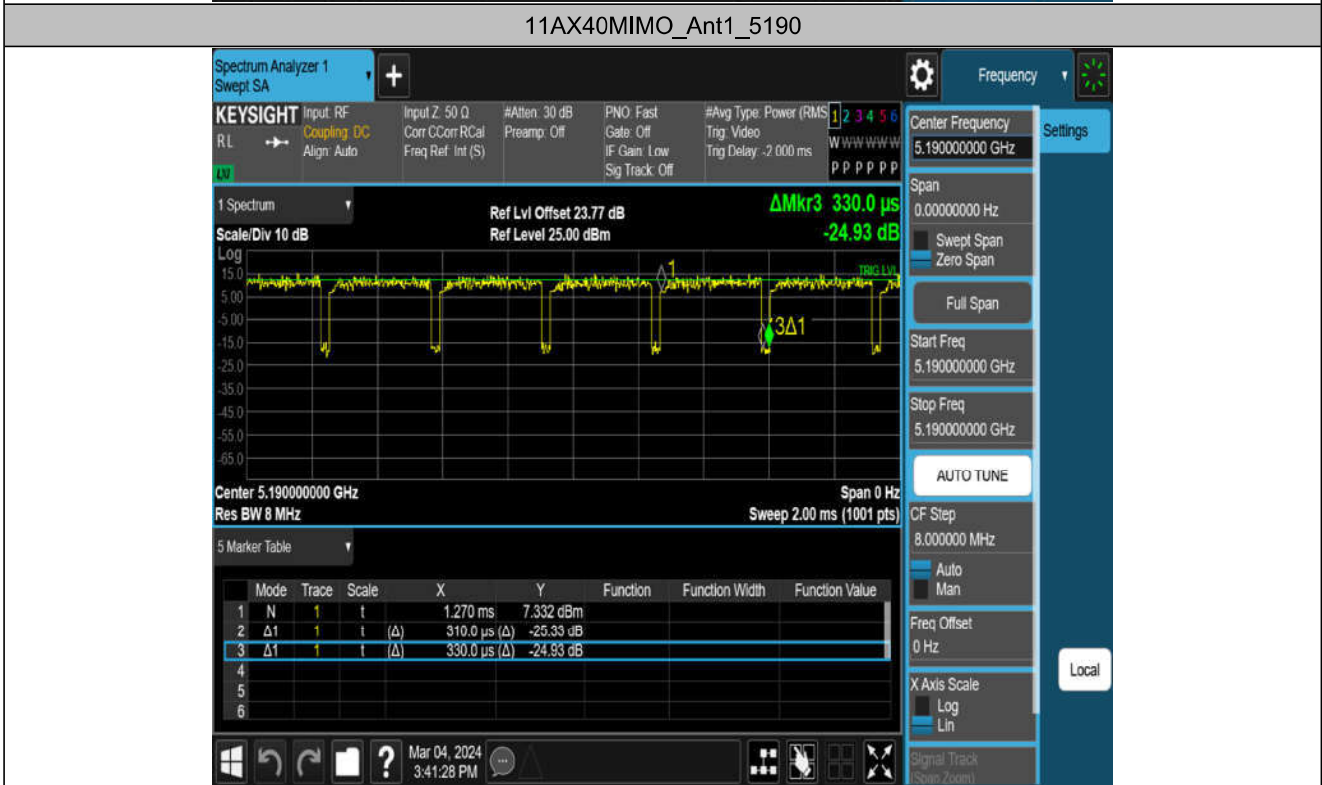 11AX40MIMO_Ant1_5190
Spectrum Analyzer 1
Swept SA
Frequency
KEYSIGHT
RL
Input: RF
Coupling: DC
Align: Auto
Input Z: 50 Ω
Corr CCorr RCal
Freq Ref: Int (S)
#Atten: 30 dB
Preamp: Off
PNO: Fast
Gate: Off
IF Gain: Low
Sig Track: Off
#Avg Type: Power (RMS
Trig: Video
Trig Delay: -2.000 ms
1 2 3 4 5 6
W W W W W W
P P P P P P
1 Spectrum
Scale/Div 10 dB
Ref Lvl Offset 23.77 dB
Ref Level 25.00 dBm
ΔMkr3 330.0 µs
-24.93 dB
Log
15.0
5.00
-5.00
-15.0
-25.0
-35.0
-45.0
-55.0
-65.0
1
TRIG LVL
3Δ1
Center 5.190000000 GHz
Res BW 8 MHz
Span 0 Hz
Sweep 2.00 ms (1001 pts)
5 Marker Table
Mode Trace Scale X Y Function Function Width Function Value
1 N 1 t 1.270 ms 7.332 dBm
2 Δ1 1 t (Δ) 310.0 µs (Δ) -25.33 dB
3 Δ1 1 t (Δ) 330.0 µs (Δ) -24.93 dB
4
5
6
Mar 04, 2024
3:41:28 PM
Center Frequency
5.190000000 GHz
Settings
Span
0.00000000 Hz
Swept Span
Zero Span
Full Span
Start Freq
5.190000000 GHz
Stop Freq
5.190000000 GHz
AUTO TUNE
CF Step
8.000000 MHz
Auto
Man
Freq Offset
0 Hz
X Axis Scale
Log
Lin
Local
Signal Track
(Span Zoom)